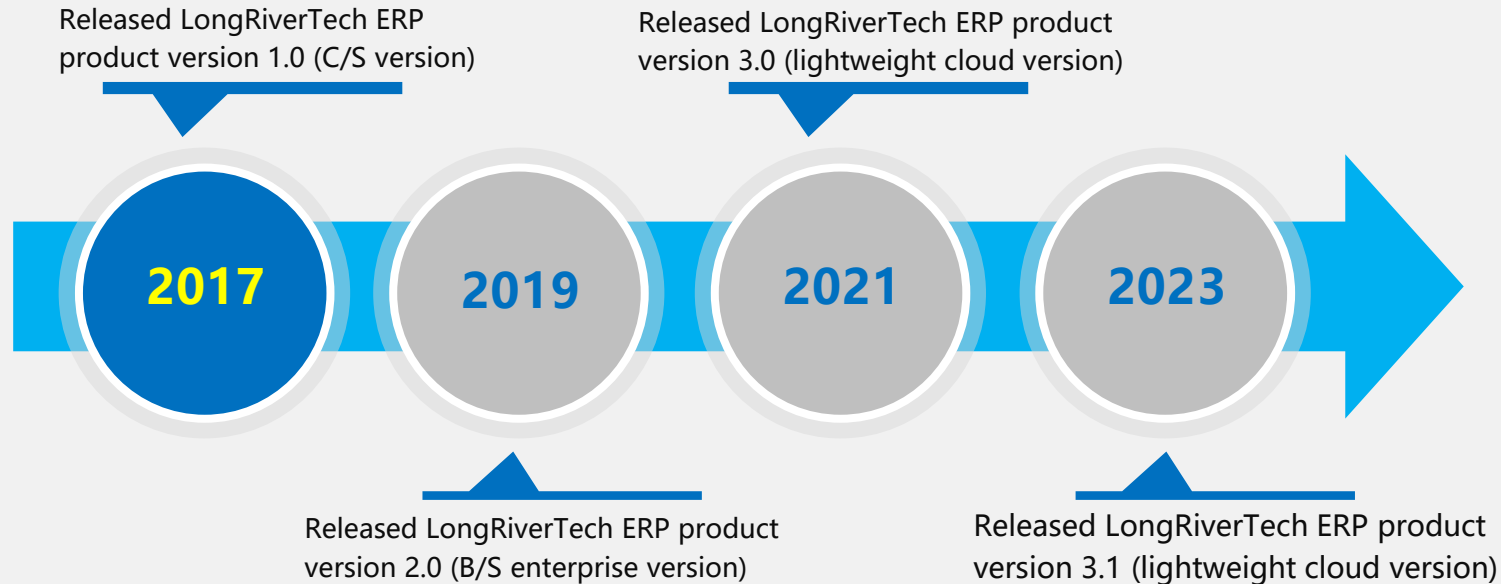 Released LongRiverTech ERP
product version 1.0 (C/S version)
Released LongRiverTech ERP product
version 3.0 (lightweight cloud version)
2017
2019
2021
2023
Released LongRiverTech ERP product
version 2.0 (B/S enterprise version)
Released LongRiverTech ERP product
version 3.1 (lightweight cloud version)